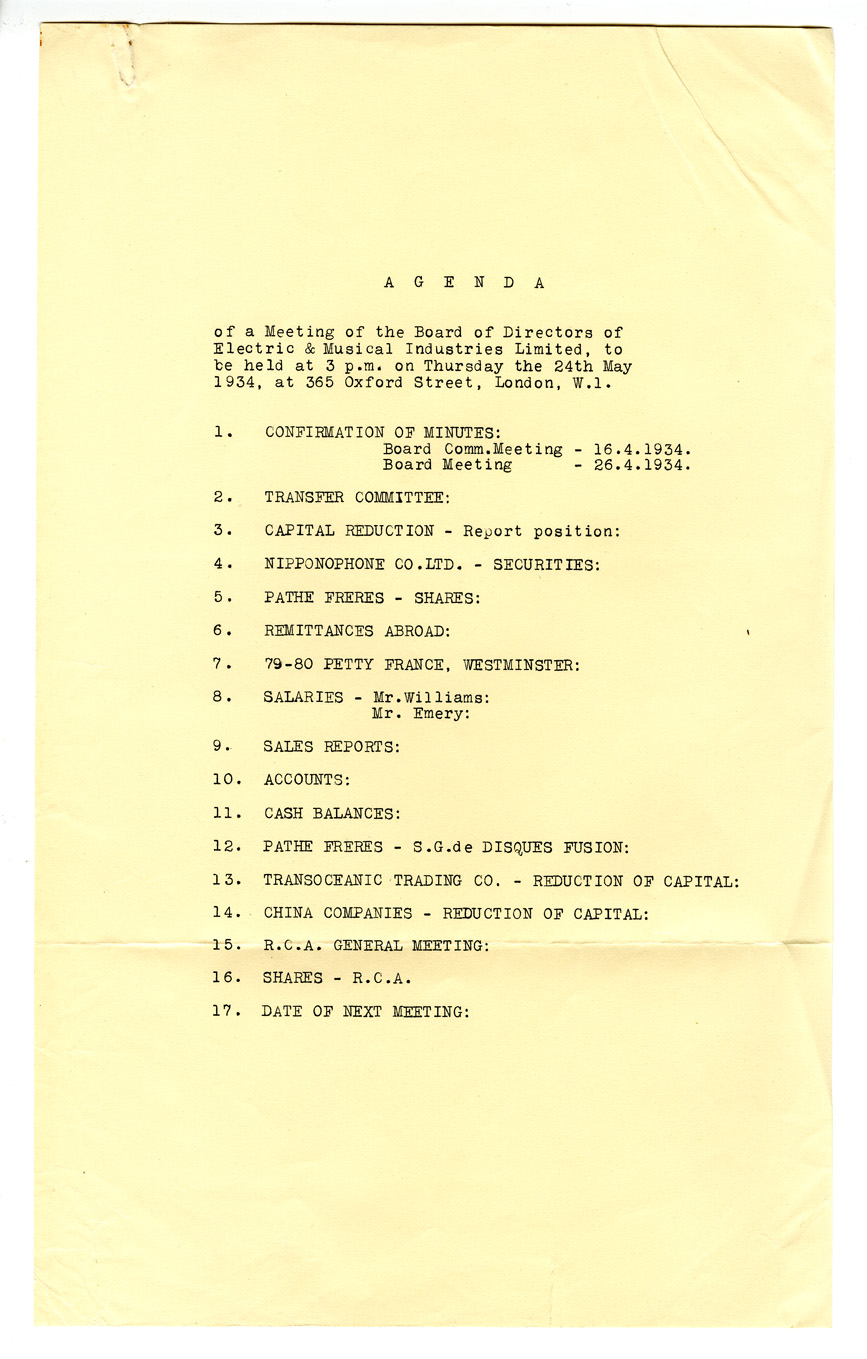 A G E N D A
of a Meeting of the Board of Directors of
Electric & Musical Industries Limited, to
be held at 3 p.m. on Thursday the 24th May
1934, at 365 Oxford Street, London, W.1.
1. CONFIRMATION OF MINUTES:
Board Comm.Meeting - 16.4.1934.
Board Meeting - 26.4.1934.
2. TRANSFER COMMITTEE:
3. CAPITAL REDUCTION - Report position:
4. NIPPONOPHONE CO.LTD. - SECURITIES:
5. PATHE FRERES - SHARES:
6. REMITTANCES ABROAD:
7. 79-80 PETTY FRANCE, WESTMINSTER:
8. SALARIES - Mr.Williams:
Mr. Emery:
9. SALES REPORTS:
10. ACCOUNTS:
11. CASH BALANCES:
12. PATHE FRERES - S.G.de DISQUES FUSION:
13. TRANSOCEANIC TRADING CO. - REDUCTION OF CAPITAL:
14. CHINA COMPANIES - REDUCTION OF CAPITAL:
15. R.C.A. GENERAL MEETING:
16. SHARES - R.C.A.
17. DATE OF NEXT MEETING: